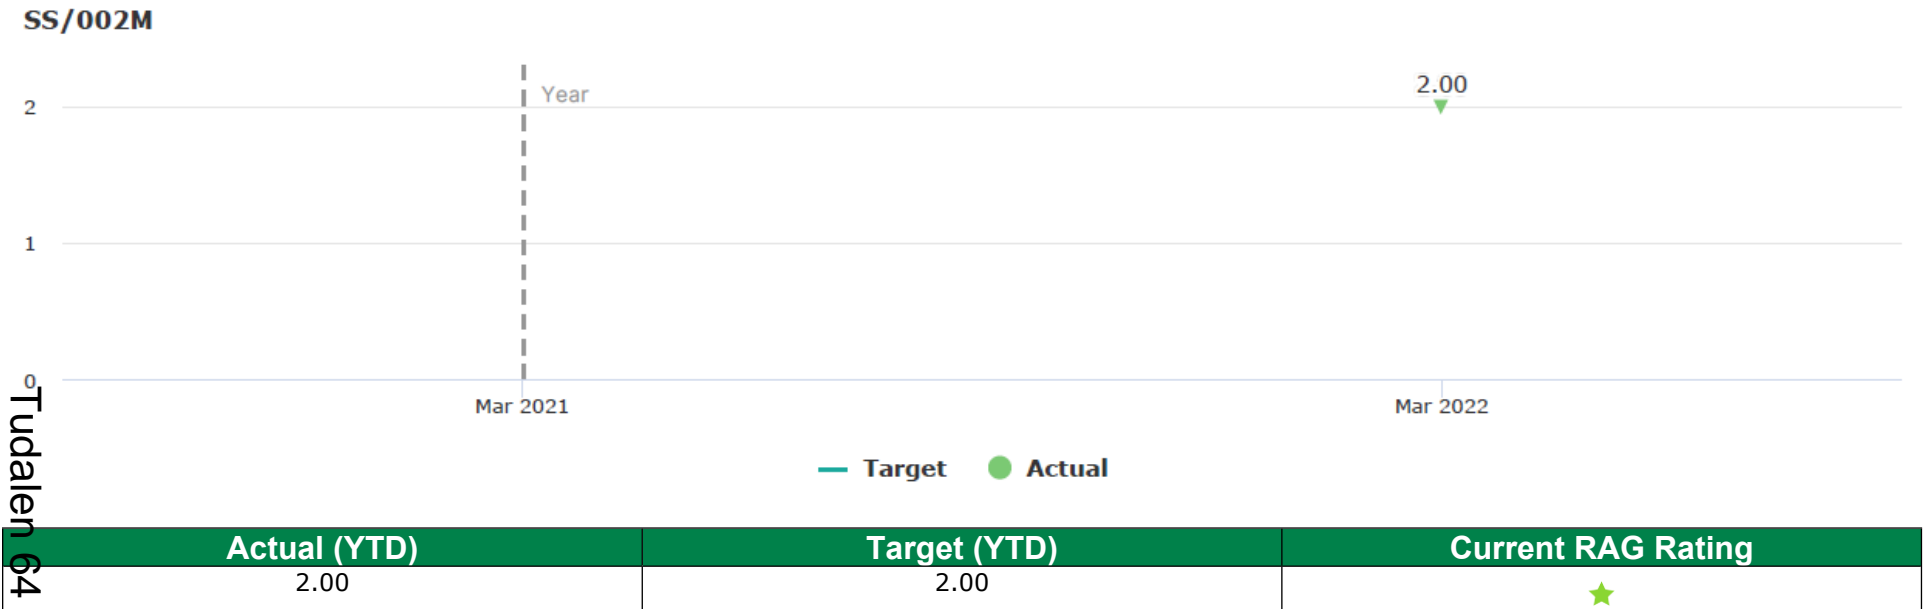 SS/002M
2.00
Year
2
1
0
Mar 2021 Mar 2022
Target Actual
Tudalen 64
Actual (YTD) Target (YTD) Current RAG Rating
2.00 2.00